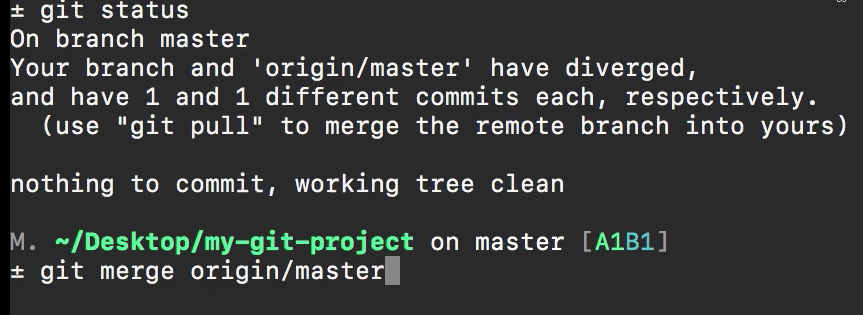 ± git status
On branch master
Your branch and 'origin/master' have diverged,
and have 1 and 1 different commits each, respectively.
  (use "git pull" to merge the remote branch into yours)
nothing to commit, working tree clean
M. ~/Desktop/my-git-project on master [A1B1]
± git merge origin/master